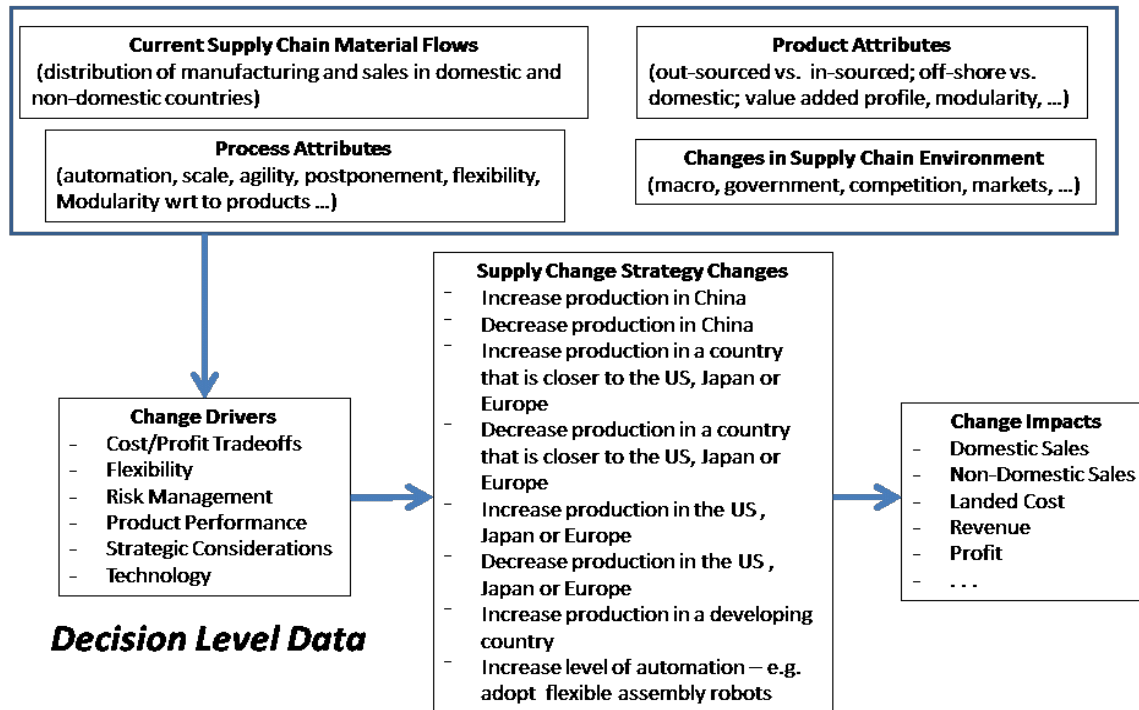 Current Supply Chain Material Flows
(distribution of manufacturing and sales in domestic and
non-domestic countries)
Product Attributes
(out-sourced vs. in-sourced; off-shore vs.
domestic; value added profile, modularity, ...)
Process Attributes
(automation, scale, agility, postponement, flexibility,
Modularity wrt to products ...)
Changes in Supply Chain Environment
(macro, government, competition, markets, ...)
Change Drivers
- Cost/Profit Tradeoffs
- Flexibility
- Risk Management
- Product Performance
- Strategic Considerations
- Technology
Decision Level Data
Supply Change Strategy Changes
- Increase production in China
- Decrease production in China
- Increase production in a country
that is closer to the US, Japan or
Europe
- Decrease production in a country
that is closer to the US, Japan or
Europe
- Increase production in the US ,
Japan or Europe
- Decrease production in the US ,
Japan or Europe
- Increase production in a developing
country
- Increase level of automation – e.g.
adopt flexible assembly robots
Change Impacts
- Domestic Sales
- Non-Domestic Sales
- Landed Cost
- Revenue
- Profit
- . . .